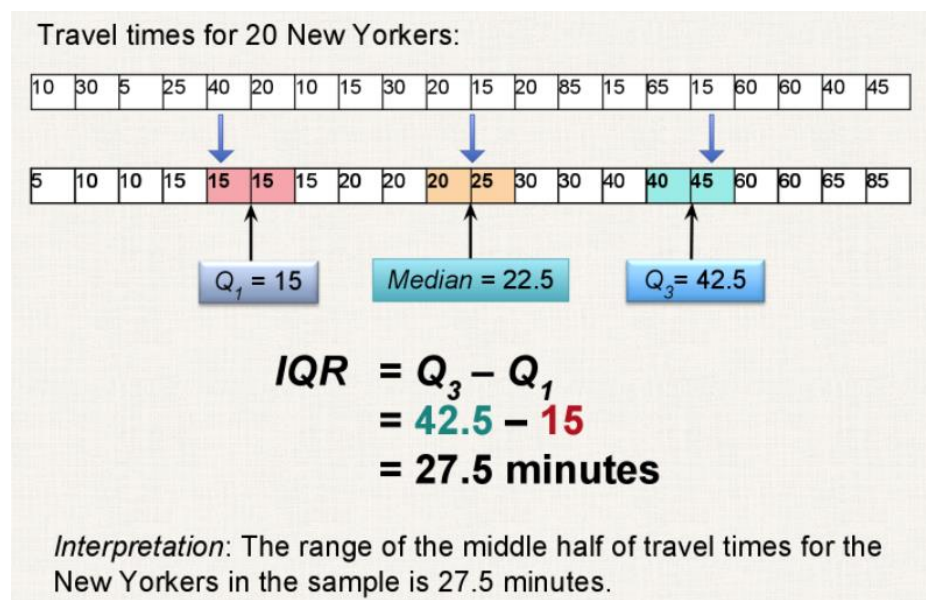 Travel times for 20 New Yorkers:
10 30 5 25 40 20 10 15 30 20 15 20 85 15 65 15 60 60 40 45
5 10 10 15 15 15 15 20 20 20 25 30 30 40 40 45 60 60 65 85
Q1 = 15 Median = 22.5 Q3= 42.5
IQR = Q3 – Q1
= 42.5 – 15
= 27.5 minutes
Interpretation: The range of the middle half of travel times for the
New Yorkers in the sample is 27.5 minutes.